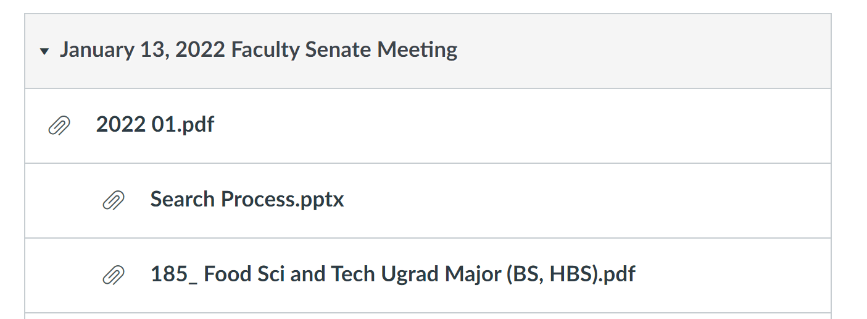 January 13, 2022 Faculty Senate Meeting
2022 01.pdf
Search Process.pptx
185_ Food Sci and Tech Ugrad Major (BS, HBS).pdf